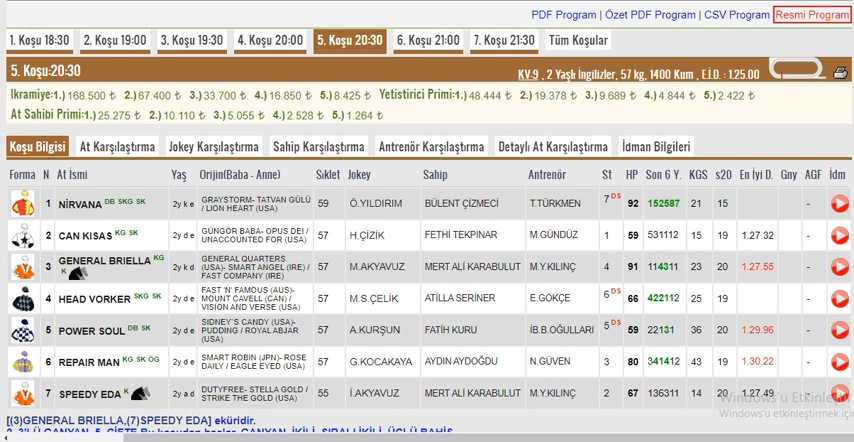 PDF Program | Özet PDF Program | CSV Program Resmi Program
1. Koşu 18:30 2. Koşu 19:00 3. Koşu 19:30 4. Koşu 20:00 5. Koşu 20:30 6. Koşu 21:00 7. Koşu 21:30 Tüm Koşular
5. Koşu:20:30 KV-9 , 2 Yaşlı İngilizler, 57 kg, 1400 Kum , E.İ.D. : 1.25.00
Ikramiye:1.) 168.500 ₺ 2.) 67.400 ₺ 3.) 33.700 ₺ 4.) 16.850 ₺ 5.) 8.425 ₺ Yetistirici Primi:1.) 48.444 ₺ 2.) 19.378 ₺ 3.) 9.689 ₺ 4.) 4.844 ₺ 5.) 2.422 ₺
At Sahibi Primi:1.) 25.275 ₺ 2.) 10.110 ₺ 3.) 5.055 ₺ 4.) 2.528 ₺ 5.) 1.264 ₺
Koşu Bilgisi At Karşılaştırma Jokey Karşılaştırma Sahip Karşılaştırma Antrenör Karşılaştırma Detaylı At Karşılaştırma İdman Bilgileri
Forma N At İsmi Yaş Orijin(Baba - Anne) Sıklet Jokey Sahip Antrenör St HP Son 6 Y. KGS s20 En İyi D. Gny AGF İdm
1 NİRVANA DB SKG SK 2y k e GRAYSTORM- TATVAN GÜLÜ / LION HEART (USA) 59 Ö.YILDIRIM BÜLENT ÇİZMECİ T.TÜRKMEN 7 DS 92 152587 21 15 -
2 CAN KISAS KG SK 2y d e GÜNGÖR BABA- OPUS DEI / UNACCOUNTED FOR (USA) 57 H.ÇİZİK FETHİ TEKPINAR M.GÜNDÜZ 1 59 531112 15 19 1.27.32 -
3 GENERAL BRIELLA KG K 2y k d GENERAL QUARTERS (USA)- SMART ANGEL (IRE) / FAST COMPANY (IRE) 57 M.AKYAVUZ MERT ALİ KARABULUT M.Y.KILINÇ 4 91 114311 23 20 1.27.55 -
4 HEAD VORKER SKG SK 2y d e FAST 'N' FAMOUS (AUS)- MOUNT CAVELL (CAN) / VISION AND VERSE (USA) 57 M.S.ÇELİK ATİLLA SERİNER E.GÖKÇE 6 DS 66 422112 25 19 -
5 POWER SOUL DB SK 2y d e SIDNEY'S CANDY (USA)- PUDDING / ROYAL ABJAR (USA) 57 A.KURŞUN FATİH KURU İB.B.OĞULLARI 5 DS 59 22131 36 20 1.29.96 -
6 REPAIR MAN KG SK ÖG 2y d e SMART ROBIN (JPN)- ROSE DAILY / EAGLE EYED (USA) 57 G.KOCAKAYA AYDIN AYDOĞDU N.GÜVEN 3 80 341412 43 19 1.30.22 -
7 SPEEDY EDA K 2y a d DUTYFREE- STELLA GOLD / STRIKE THE GOLD (USA) 55 İ.AKYAVUZ MERT ALİ KARABULUT M.Y.KILINÇ 2 67 136311 14 20 1.27.49 -
Windows'u Etkinleştir
Windows'u etkinleştirmek için
[(3)GENERAL BRIELLA,(7)SPEEDY EDA] eküridir.